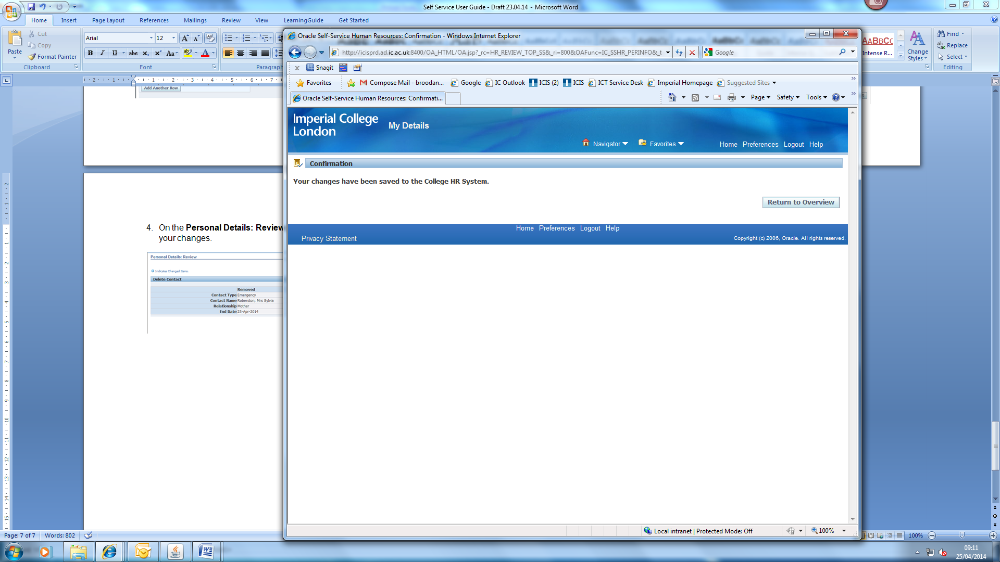 Self Service User Guide - Draft 23.04.14 - Microsoft Word
Home Insert Page Layout References Mailings Review View LearningGuide Get Started
Paste
Cut
Copy
Format Painter
Clipboard
Arial 12
B I U abc x₂ x² Aa
Font
Paragraph
AABBCC
Intense R...
Change Styles
Find
Replace
Select
Editing
Oracle Self-Service Human Resources: Confirmation - Windows Internet Explorer
http://icisprd.ad.ic.ac.uk:8400/OA_HTML/OA.jsp?_rc=HR_REVIEW_TOP_SS&_ri=800&OAFunc=IC_SSHR_PERINFO&_t
Google
x Snagit
Favorites Compose Mail - broodan... Google IC Outlook ICIS (2) ICIS ICT Service Desk Imperial Homepage Suggested Sites
Oracle Self-Service Human Resources: Confirmati...
Page Safety Tools
Imperial College
London
My Details
Navigator Favorites Home Preferences Logout Help
Confirmation
Your changes have been saved to the College HR System.
Return to Overview
Home Preferences Logout Help
Privacy Statement
Copyright (c) 2006, Oracle. All rights reserved.
Local intranet | Protected Mode: Off
100%
Add Another Row
4. On the Personal Details: Review
your changes.
Personal Details: Review
Indicates Changed Items.
Delete Contact
Removed
Contact Type Emergency
Contact Name Roberston, Mrs Sylvia
Relationship Mother
End Date 23-Apr-2014
Page: 7 of 7 Words: 802
100%
09:11
25/04/2014